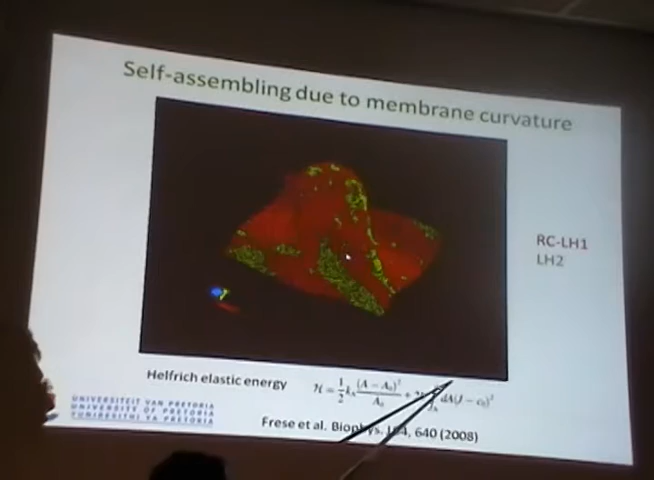 Self-assembling due to membrane curvature
RC-LH1
LH2
Helfrich elastic energy
UNIVERSITEIT VAN PRETORIA
UNIVERSITY OF PRETORIA
YUNIBESITHI YA PRETORIA
Frese et al. Biophys. 640 (2008)